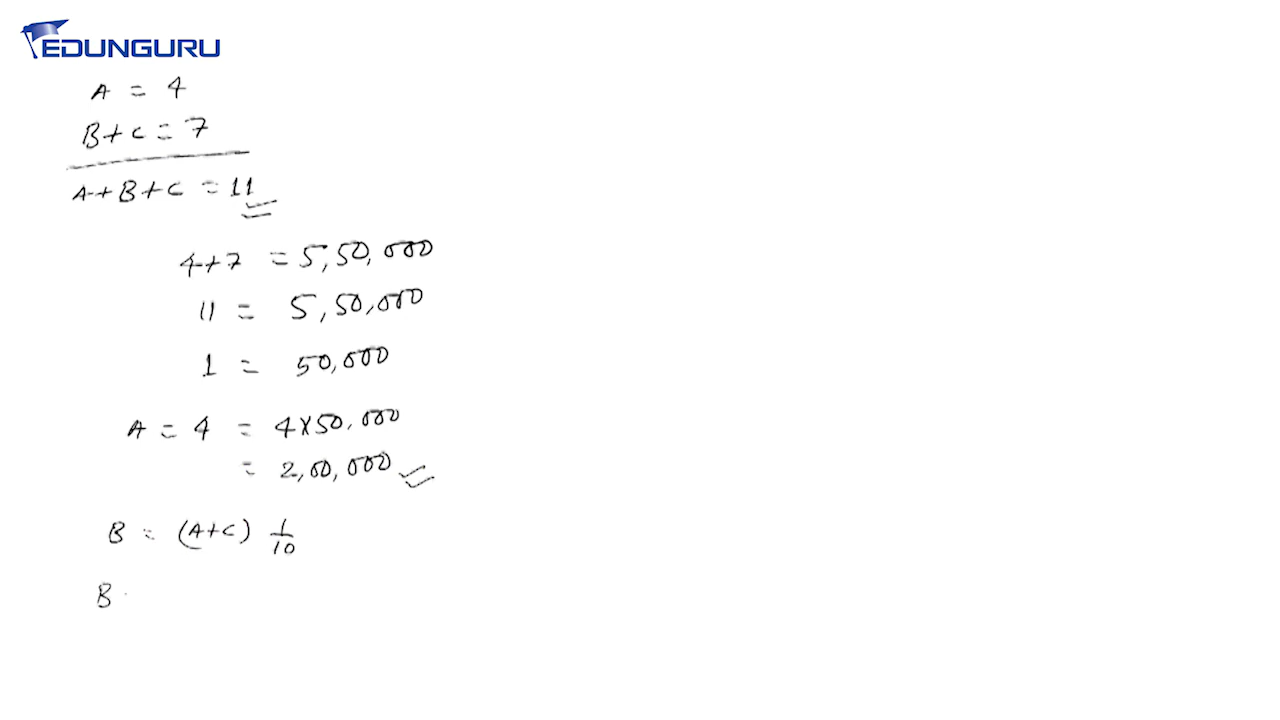 EDUNGURU
A = 4
B+C = 7
A+B+C = 11
4+7 = 5,50,000
11 = 5,50,000
1 = 50,000
A = 4 = 4×50,000
= 2,00,000
B = (A+C) 1/10
B